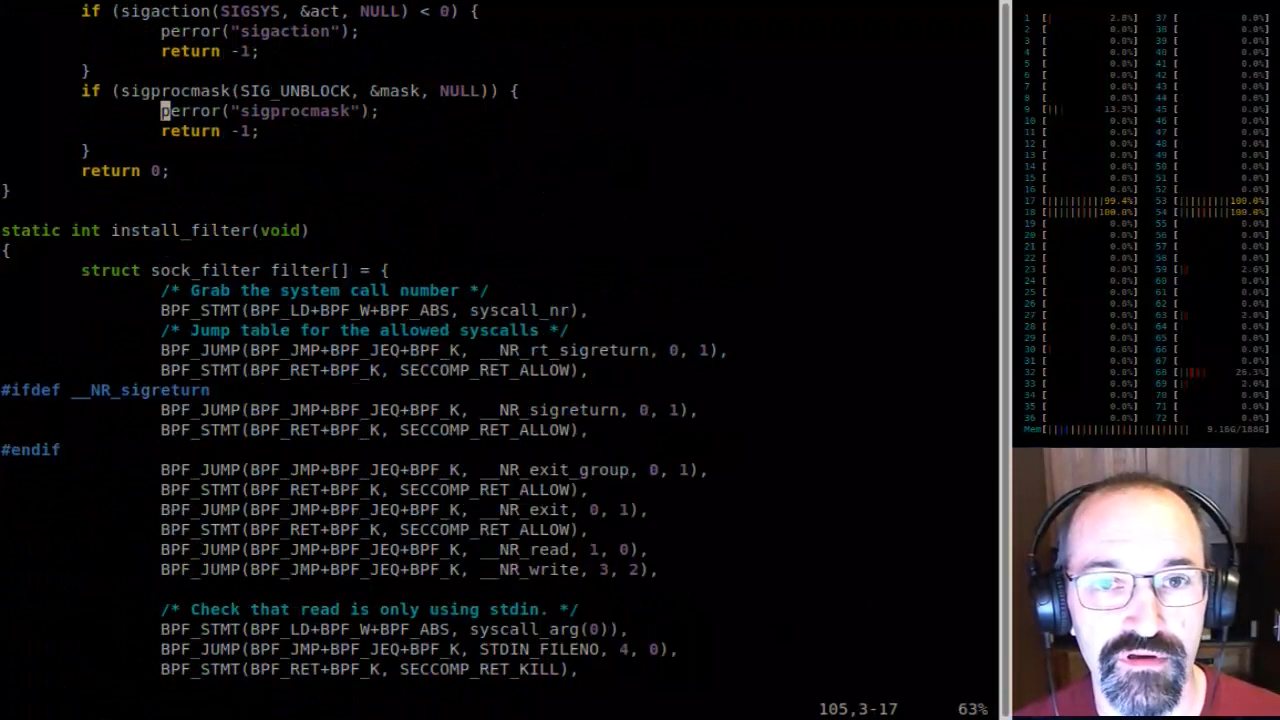 if (sigaction(SIGSYS, &act, NULL) < 0) {
perror("sigaction");
return -1;
}
if (sigprocmask(SIG_UNBLOCK, &mask, NULL)) {
perror("sigprocmask");
return -1;
}
return 0;
}
static int install_filter(void)
{
struct sock_filter filter[] = {
/* Grab the system call number */
BPF_STMT(BPF_LD+BPF_W+BPF_ABS, syscall_nr),
/* Jump table for the allowed syscalls */
BPF_JUMP(BPF_JMP+BPF_JEQ+BPF_K, __NR_rt_sigreturn, 0, 1),
BPF_STMT(BPF_RET+BPF_K, SECCOMP_RET_ALLOW),
#ifdef __NR_sigreturn
BPF_JUMP(BPF_JMP+BPF_JEQ+BPF_K, __NR_sigreturn, 0, 1),
BPF_STMT(BPF_RET+BPF_K, SECCOMP_RET_ALLOW),
#endif
BPF_JUMP(BPF_JMP+BPF_JEQ+BPF_K, __NR_exit_group, 0, 1),
BPF_STMT(BPF_RET+BPF_K, SECCOMP_RET_ALLOW),
BPF_JUMP(BPF_JMP+BPF_JEQ+BPF_K, __NR_exit, 0, 1),
BPF_STMT(BPF_RET+BPF_K, SECCOMP_RET_ALLOW),
BPF_JUMP(BPF_JMP+BPF_JEQ+BPF_K, __NR_read, 1, 0),
BPF_JUMP(BPF_JMP+BPF_JEQ+BPF_K, __NR_write, 3, 2),
/* Check that read is only using stdin. */
BPF_STMT(BPF_LD+BPF_W+BPF_ABS, syscall_arg(0)),
BPF_JUMP(BPF_JMP+BPF_JEQ+BPF_K, STDIN_FILENO, 4, 0),
BPF_STMT(BPF_RET+BPF_K, SECCOMP_RET_KILL),
105,3-17 63%